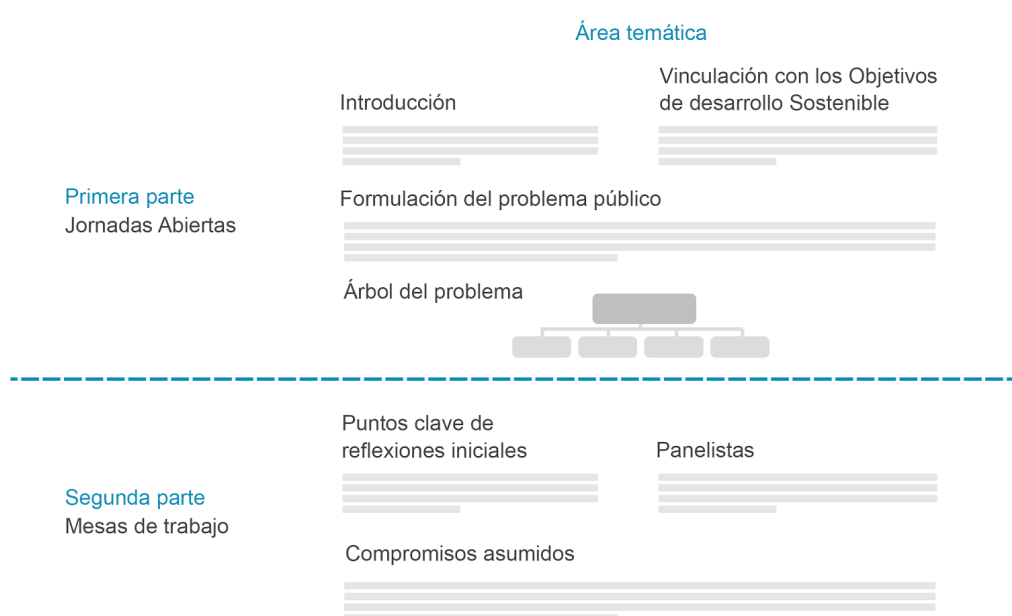 Área temática
Introducción
Vinculación con los Objetivos
de desarrollo Sostenible
Primera parte
Jornadas Abiertas
Formulación del problema público
Árbol del problema
Puntos clave de
reflexiones iniciales
Panelistas
Segunda parte
Mesas de trabajo
Compromisos asumidos